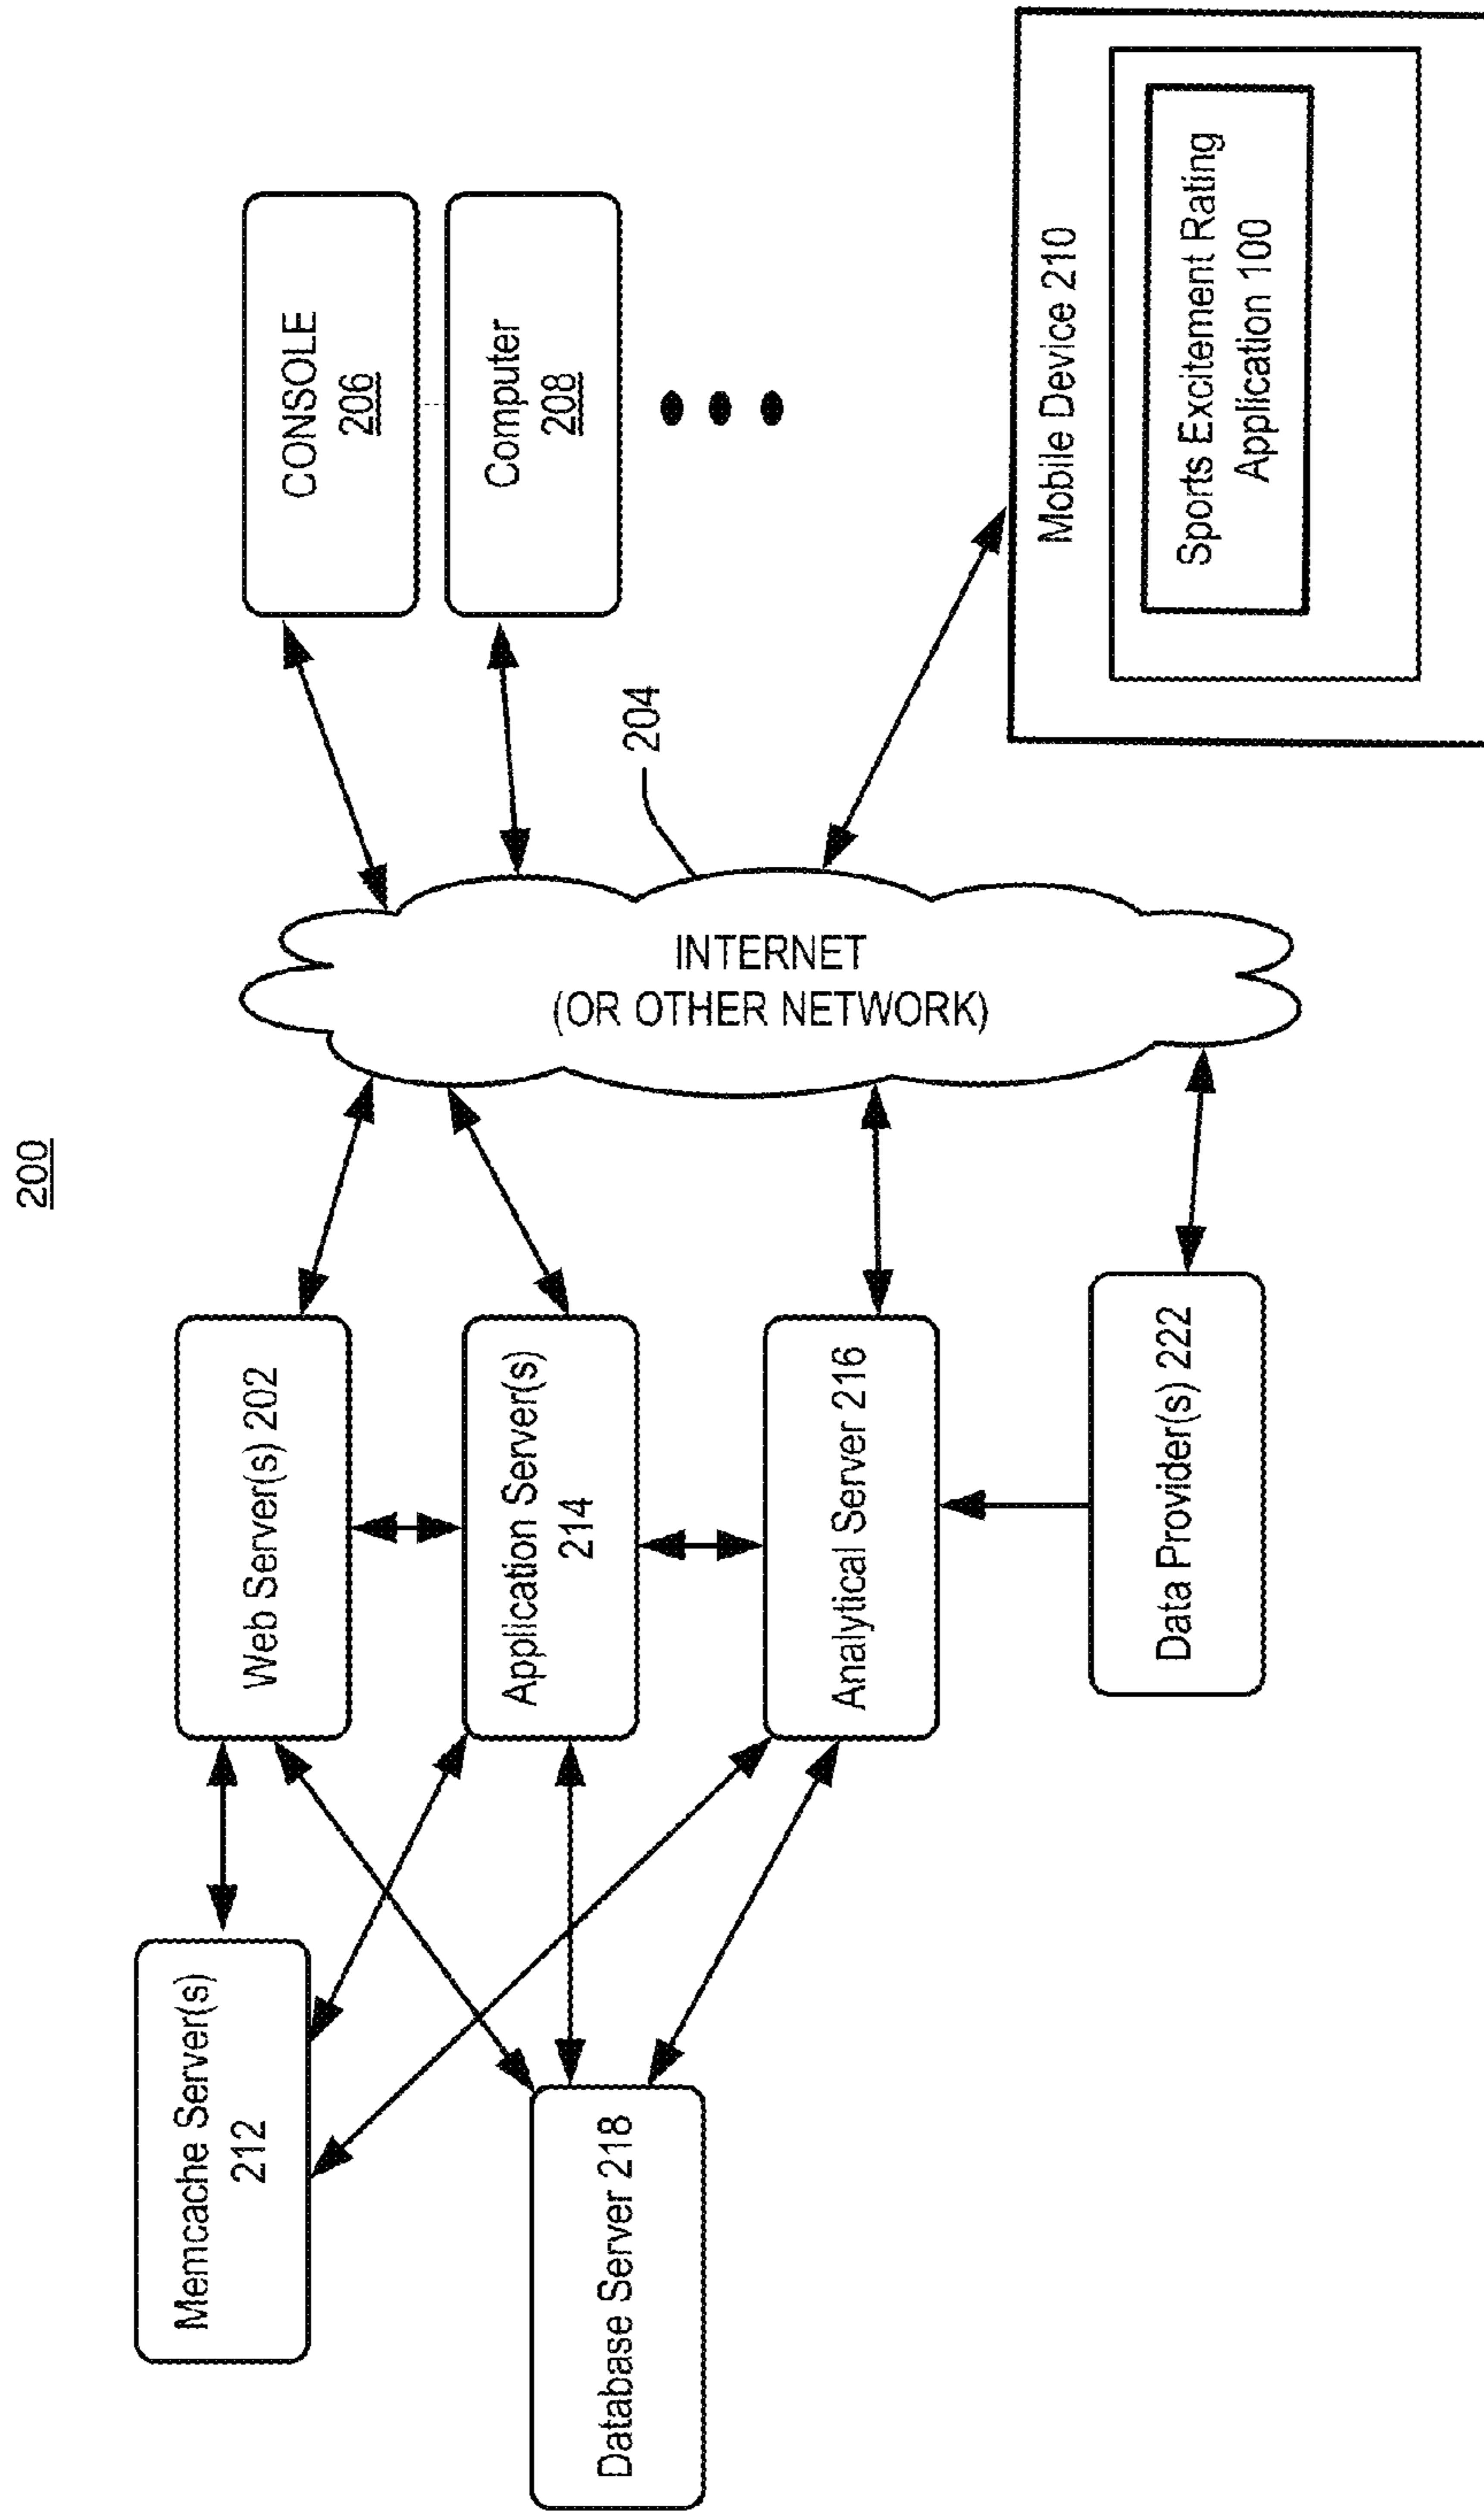 200
Memcache Server(s)
212
Database Server 218
Web Server(s) 202
Application Server(s)
214
Analytical Server 216
Data Provider(s) 222
INTERNET
(OR OTHER NETWORK)
204
CONSOLE
206
Computer
208
Mobile Device 210
Sports Excitement Rating
Application 100